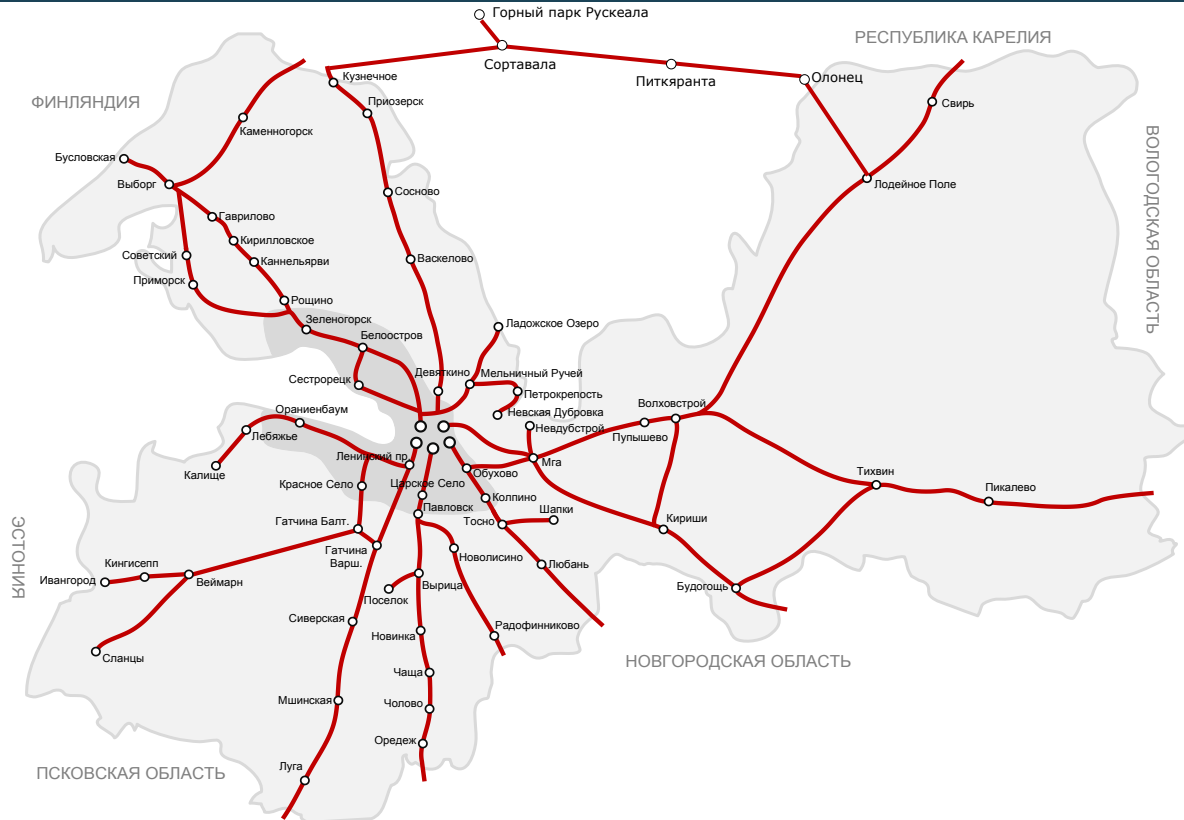 Горный парк Рускеала
РЕСПУБЛИКА КАРЕЛИЯ
Сортавала
Питкяранта
Олонец
Кузнечное
Свирь
ФИНЛЯНДИЯ
Приозерск
Каменногорск
Бусловская
Выборг
ВОЛОГОДСКАЯ ОБЛАСТЬ
Лодейное Поле
Сосново
Гаврилово
Кирилловское
Советский
Каннельярви
Васкелово
Приморск
Рощино
Зеленогорск
Ладожское Озеро
Белоостров
Девяткино
Мельничный Ручей
Сестрорецк
Петрокрепость
Ораниенбаум
Невская Дубровка
Волховстрой
Невдубстрой
Лебяжье
Пупышево
Ленинский пр.
Мга
Калище
Обухово
Тихвин
Красное Село
Царское Село
Пикалево
Колпино
Павловск
Шапки
Гатчина Балт.
Тосно
Кириши
ЭСТОНИЯ
Гатчина
Варш.
Новолисино
Кингисепп
Любань
Ивангород
Веймарн
Вырица
Будогощь
Поселок
Сиверская
Радофинниково
Новинка
Сланцы
НОВГОРОДСКАЯ ОБЛАСТЬ
Чаща
Мшинская
Чолово
Оредеж
ПСКОВСКАЯ ОБЛАСТЬ
Луга